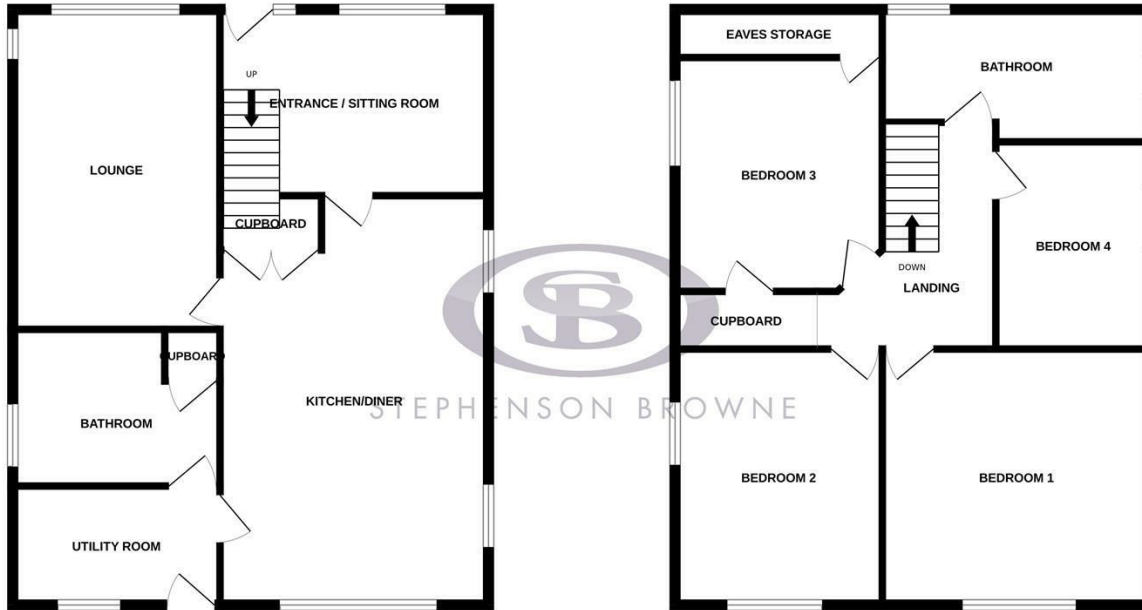 UP
ENTRANCE / SITTING ROOM
LOUNGE
CUPBOARD
CUPBOARD
KITCHEN/DINER
BATHROOM
UTILITY ROOM
EAVES STORAGE
BATHROOM
BEDROOM 3
BEDROOM 4
DOWN
LANDING
CUPBOARD
BEDROOM 2
BEDROOM 1
SB
STEPHENSON BROWNE